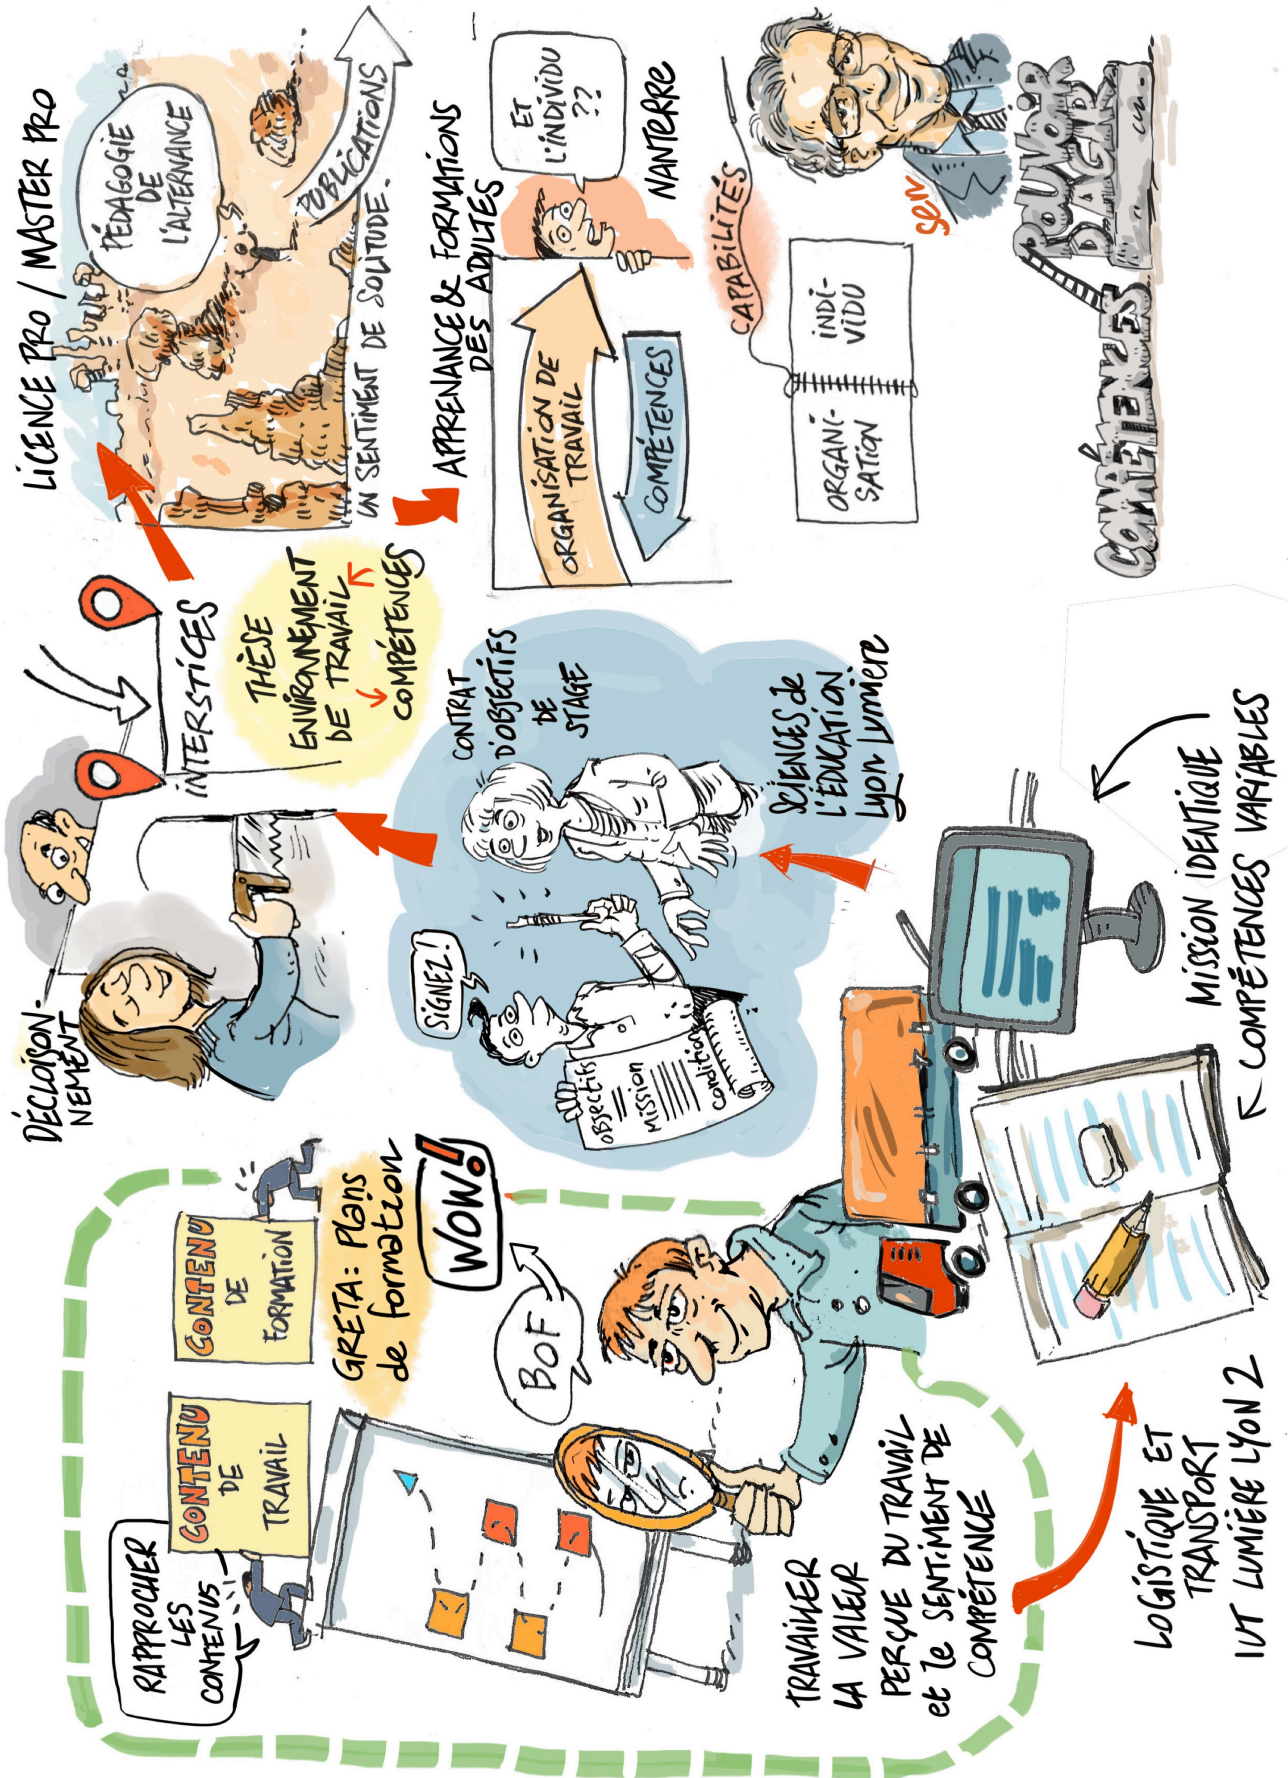 RAPPROCHER
LES
CONTENUS
CONTENU
DE
TRAVAIL
CONTENU
DE
FORMATION
GRETA: Plans
de formation
BOF
WOW!
TRAVAILLER
LA VALEUR
PERÇUE DU TRAVAIL
et le SENTIMENT DE
COMPÉTENCE
LOGISTIQUE ET
TRANSPORT
IUT LUMIÈRE LYON 2
MISSION IDENTIQUE
COMPÉTENCES VARIABLES
SCIENCES de
L'ÉDUCATION
Lyon Lumière
SIGNEZ!
Objectifs
Mission
Conditions
CONTRAT
D'OBJECTIFS
DE
STAGE
DÉCLOISON-
NEMENT
INTERSTICES
THÈSE
ENVIRONNEMENT
DE TRAVAIL
COMPÉTENCES
LICENCE PRO / MASTER PRO
PÉDAGOGIE
DE
L'ALTERNANCE
PUBLICATIONS
UN SENTIMENT DE SOLITUDE.
APPRENANCE & FORMATIONS
DES ADULTES
ORGANISATION DE
TRAVAIL
COMPÉTENCES
ET
L'INDIVIDU
??
NANTERRE
CAPABILITÉS
ORGANI-
SATION
INDI-
VIDU
Sen
COMPÉTENCES
POUVOIR
D'AGIR